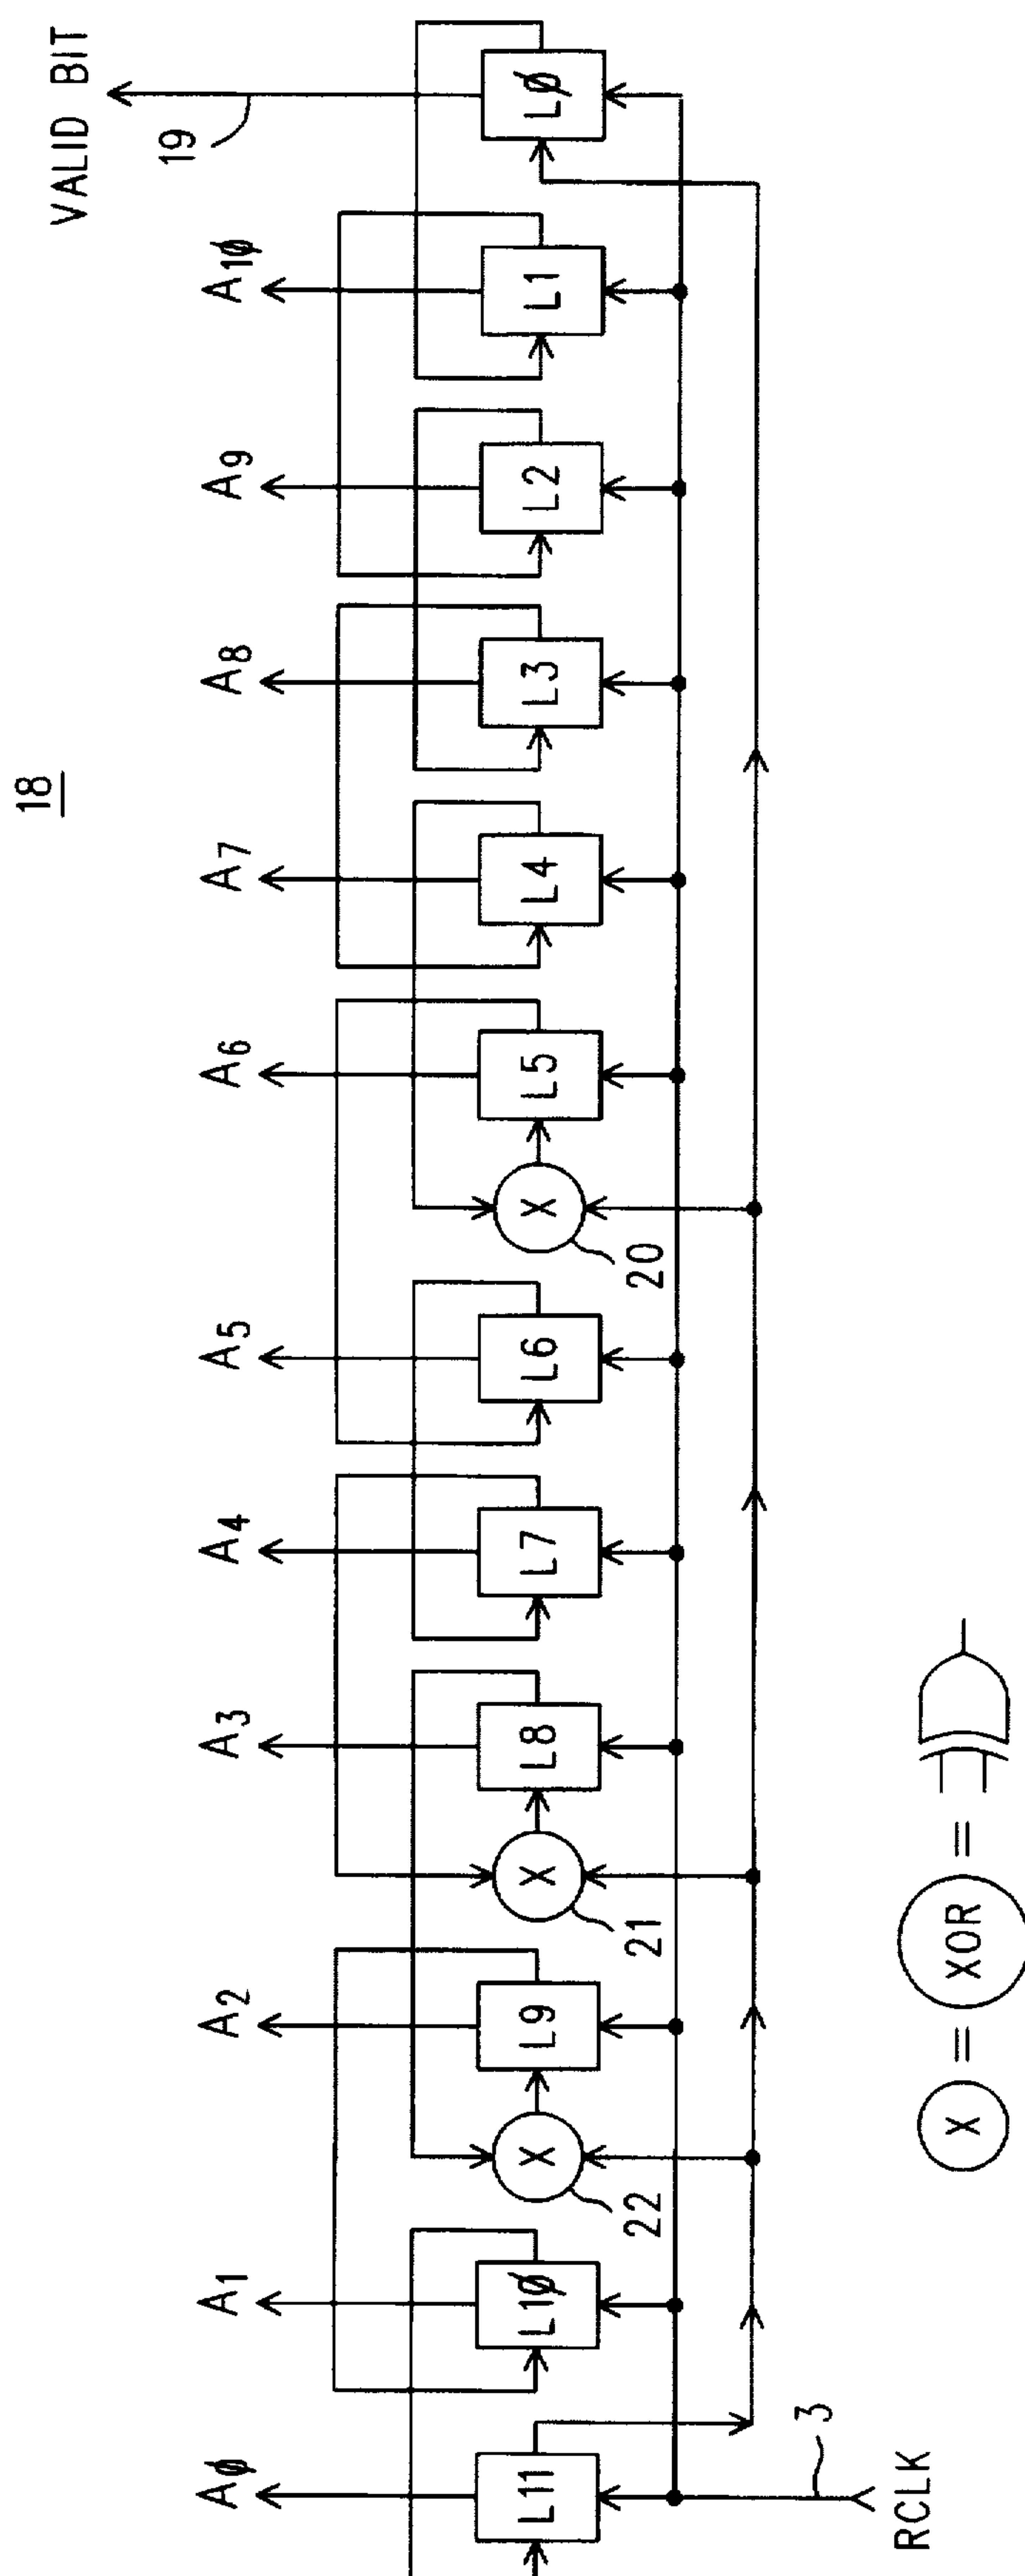 18
VALID BIT
19
AØ A1 A2 A3 A4 A5 A6 A7 A8 A9 A1Ø
L11 L1Ø X L9 X L8 L7 L6 X L5 L4 L3 L2 L1 LØ
22 21 20
3
RCLK
X = XOR =